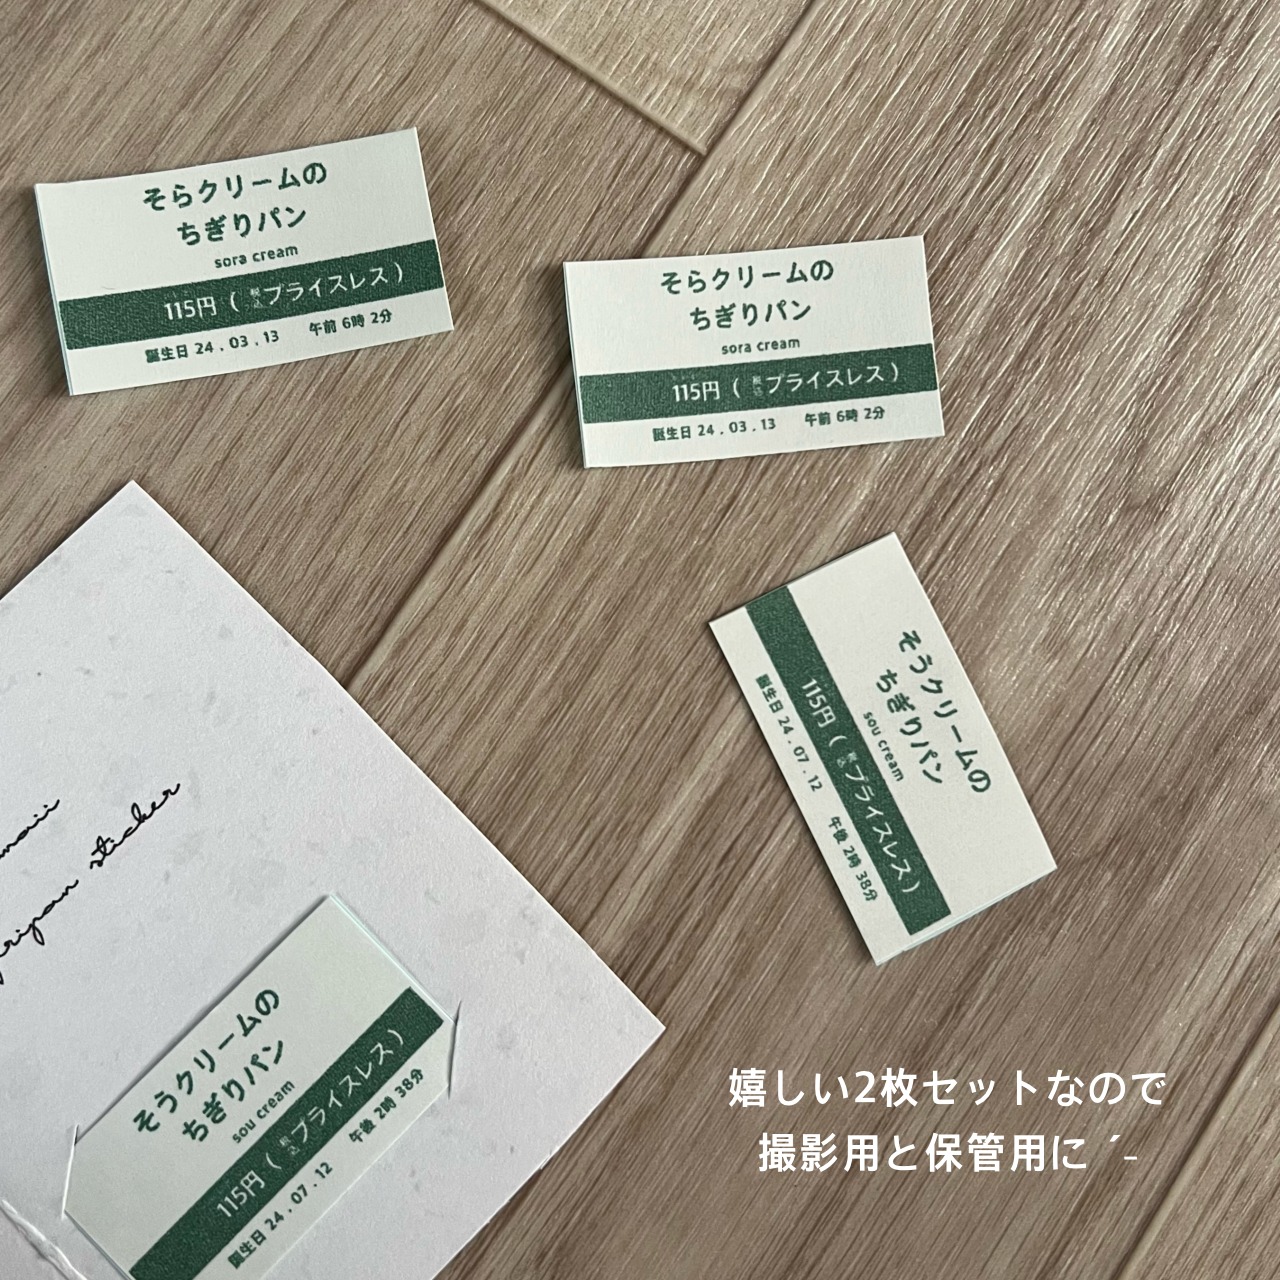 そらクリームの
ちぎりパン
sora cream
115円 ( 税込プライスレス )
誕生日 24 . 03 . 13 午前 6時 2分
そらクリームの
ちぎりパン
sora cream
115円 ( 税込プライスレス )
誕生日 24 . 03 . 13 午前 6時 2分
そうクリームの
ちぎりパン
sou cream
115円 ( 税込プライスレス )
誕生日 24 . 07 . 12 午後 2時 38分
sticker
そうクリームの
ちぎりパン
sou cream
115円 ( 税込プライスレス )
誕生日 24 . 07 . 12 午後 2時 38分
嬉しい2枚セットなので
撮影用と保管用に ´-